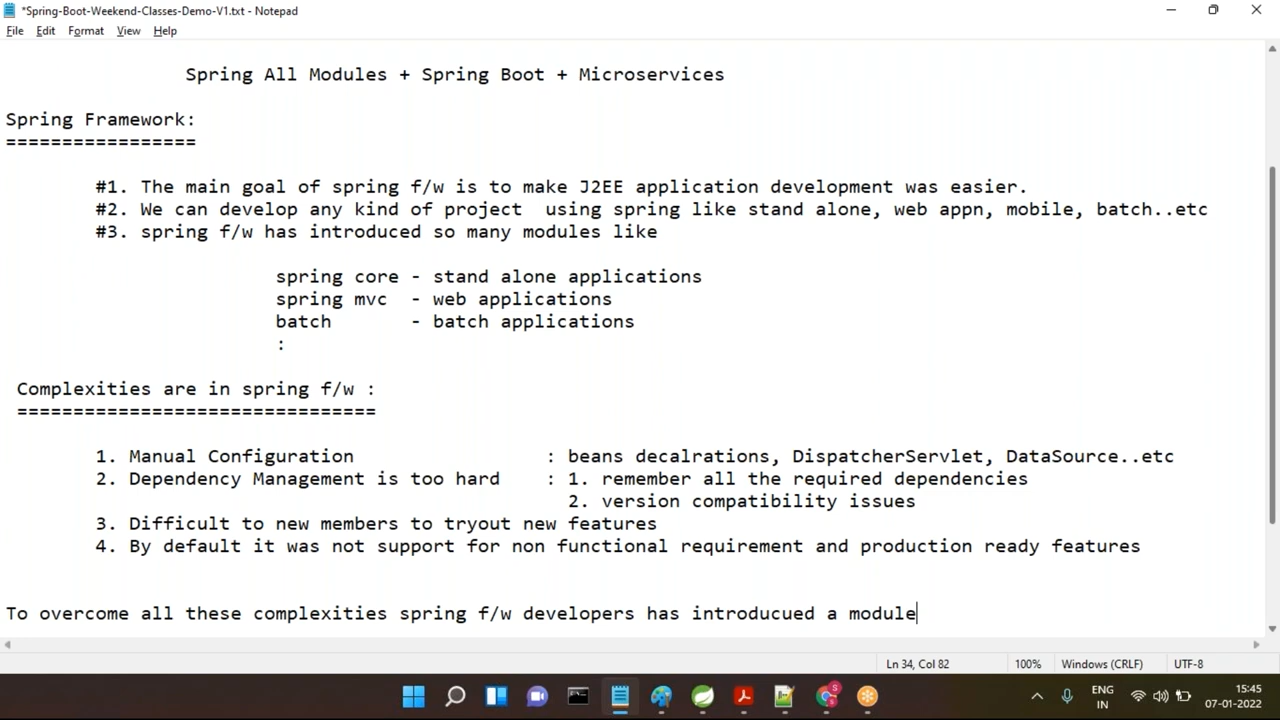 *Spring-Boot-Weekend-Classes-Demo-V1.txt - Notepad
File Edit Format View Help
Spring All Modules + Spring Boot + Microservices
Spring Framework:
=================
#1. The main goal of spring f/w is to make J2EE application development was easier.
#2. We can develop any kind of project using spring like stand alone, web appn, mobile, batch..etc
#3. spring f/w has introduced so many modules like
spring core - stand alone applications
spring mvc - web applications
batch - batch applications
:
Complexities are in spring f/w :
================================
1. Manual Configuration : beans decalrations, DispatcherServlet, DataSource..etc
2. Dependency Management is too hard : 1. remember all the required dependencies
2. version compatibility issues
3. Difficult to new members to tryout new features
4. By default it was not support for non functional requirement and production ready features
To overcome all these complexities spring f/w developers has introducued a module
Ln 34, Col 82 100% Windows (CRLF) UTF-8
ENG 15:45
IN 07-01-2022